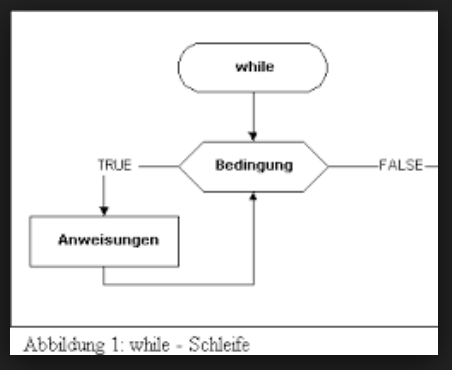 while
Bedingung
TRUE
FALSE
Anweisungen
Abbildung 1: while - Schleife